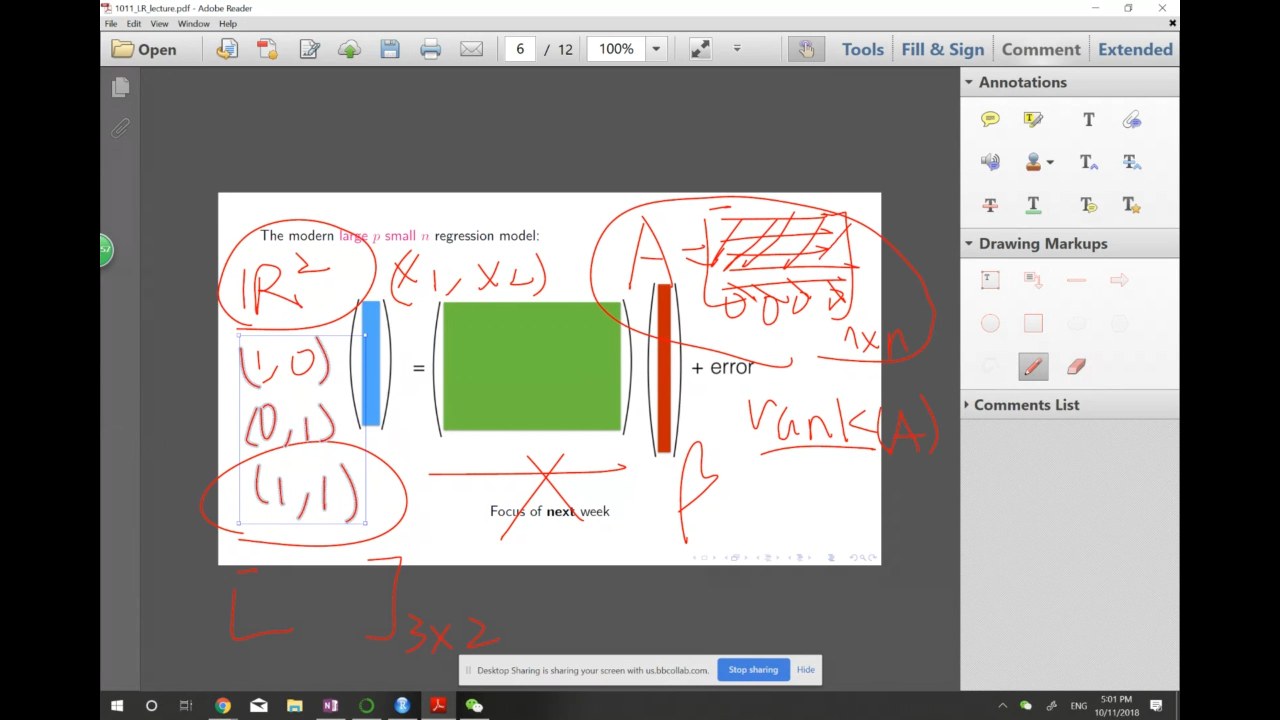 1011_LR_lecture.pdf - Adobe Reader
File Edit View Window Help
Open 6 / 12 100% Tools Fill & Sign Comment Extended
Annotations
Drawing Markups
Comments List
The modern large p small n regression model:
ℝ² (x1, x2) A
n×n
(1,0)
= + error
(0,1) rank(A)
(1,1) β
Focus of next week
[ ] 3×2
Desktop Sharing is sharing your screen with us.bbcollab.com. Stop sharing Hide
ENG 5:01 PM
10/11/2018